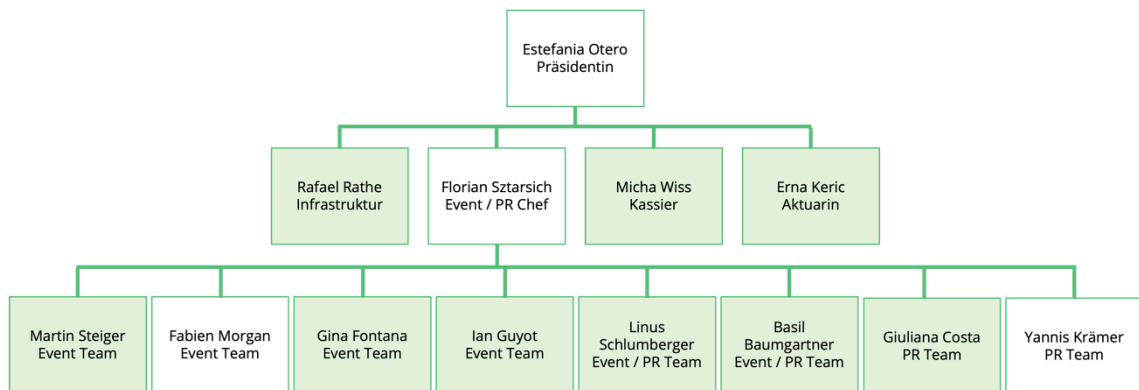 Estefania Otero
Präsidentin
Rafael Rathe
Infrastruktur
Florian Sztarsich
Event / PR Chef
Micha Wiss
Kassier
Erna Keric
Aktuarin
Martin Steiger
Event Team
Fabien Morgan
Event Team
Gina Fontana
Event Team
Ian Guyot
Event Team
Linus
Schlumberger
Event / PR Team
Basil
Baumgartner
Event / PR Team
Giuliana Costa
PR Team
Yannis Krämer
PR Team